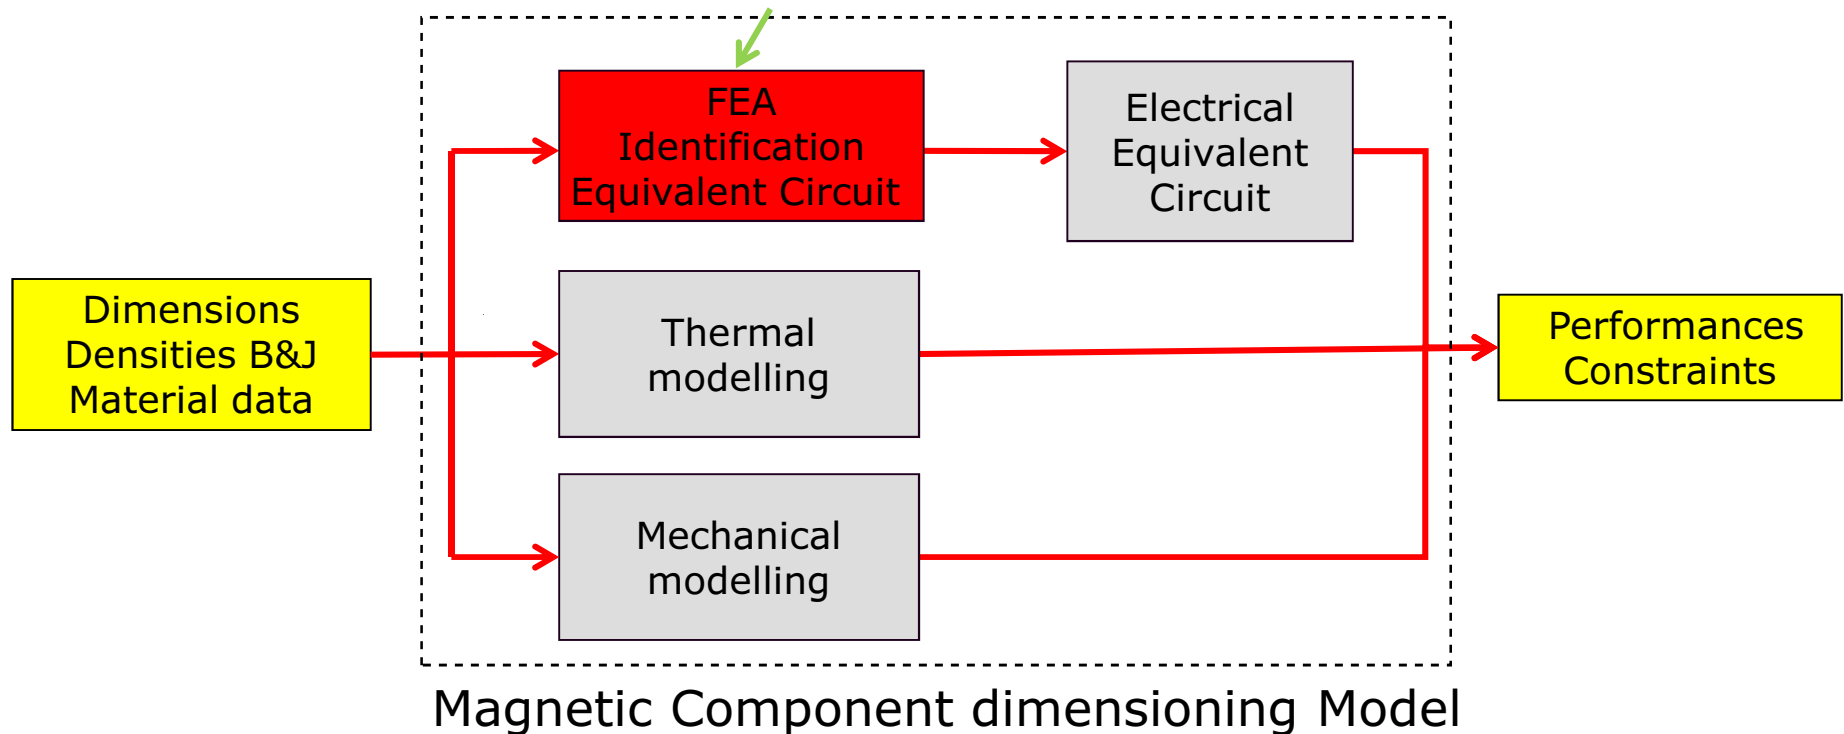 FEA
Identification
Equivalent Circuit
Electrical
Equivalent
Circuit
Dimensions
Densities B&J
Material data
Thermal
modelling
Performances
Constraints
Mechanical
modelling
Magnetic Component dimensioning Model